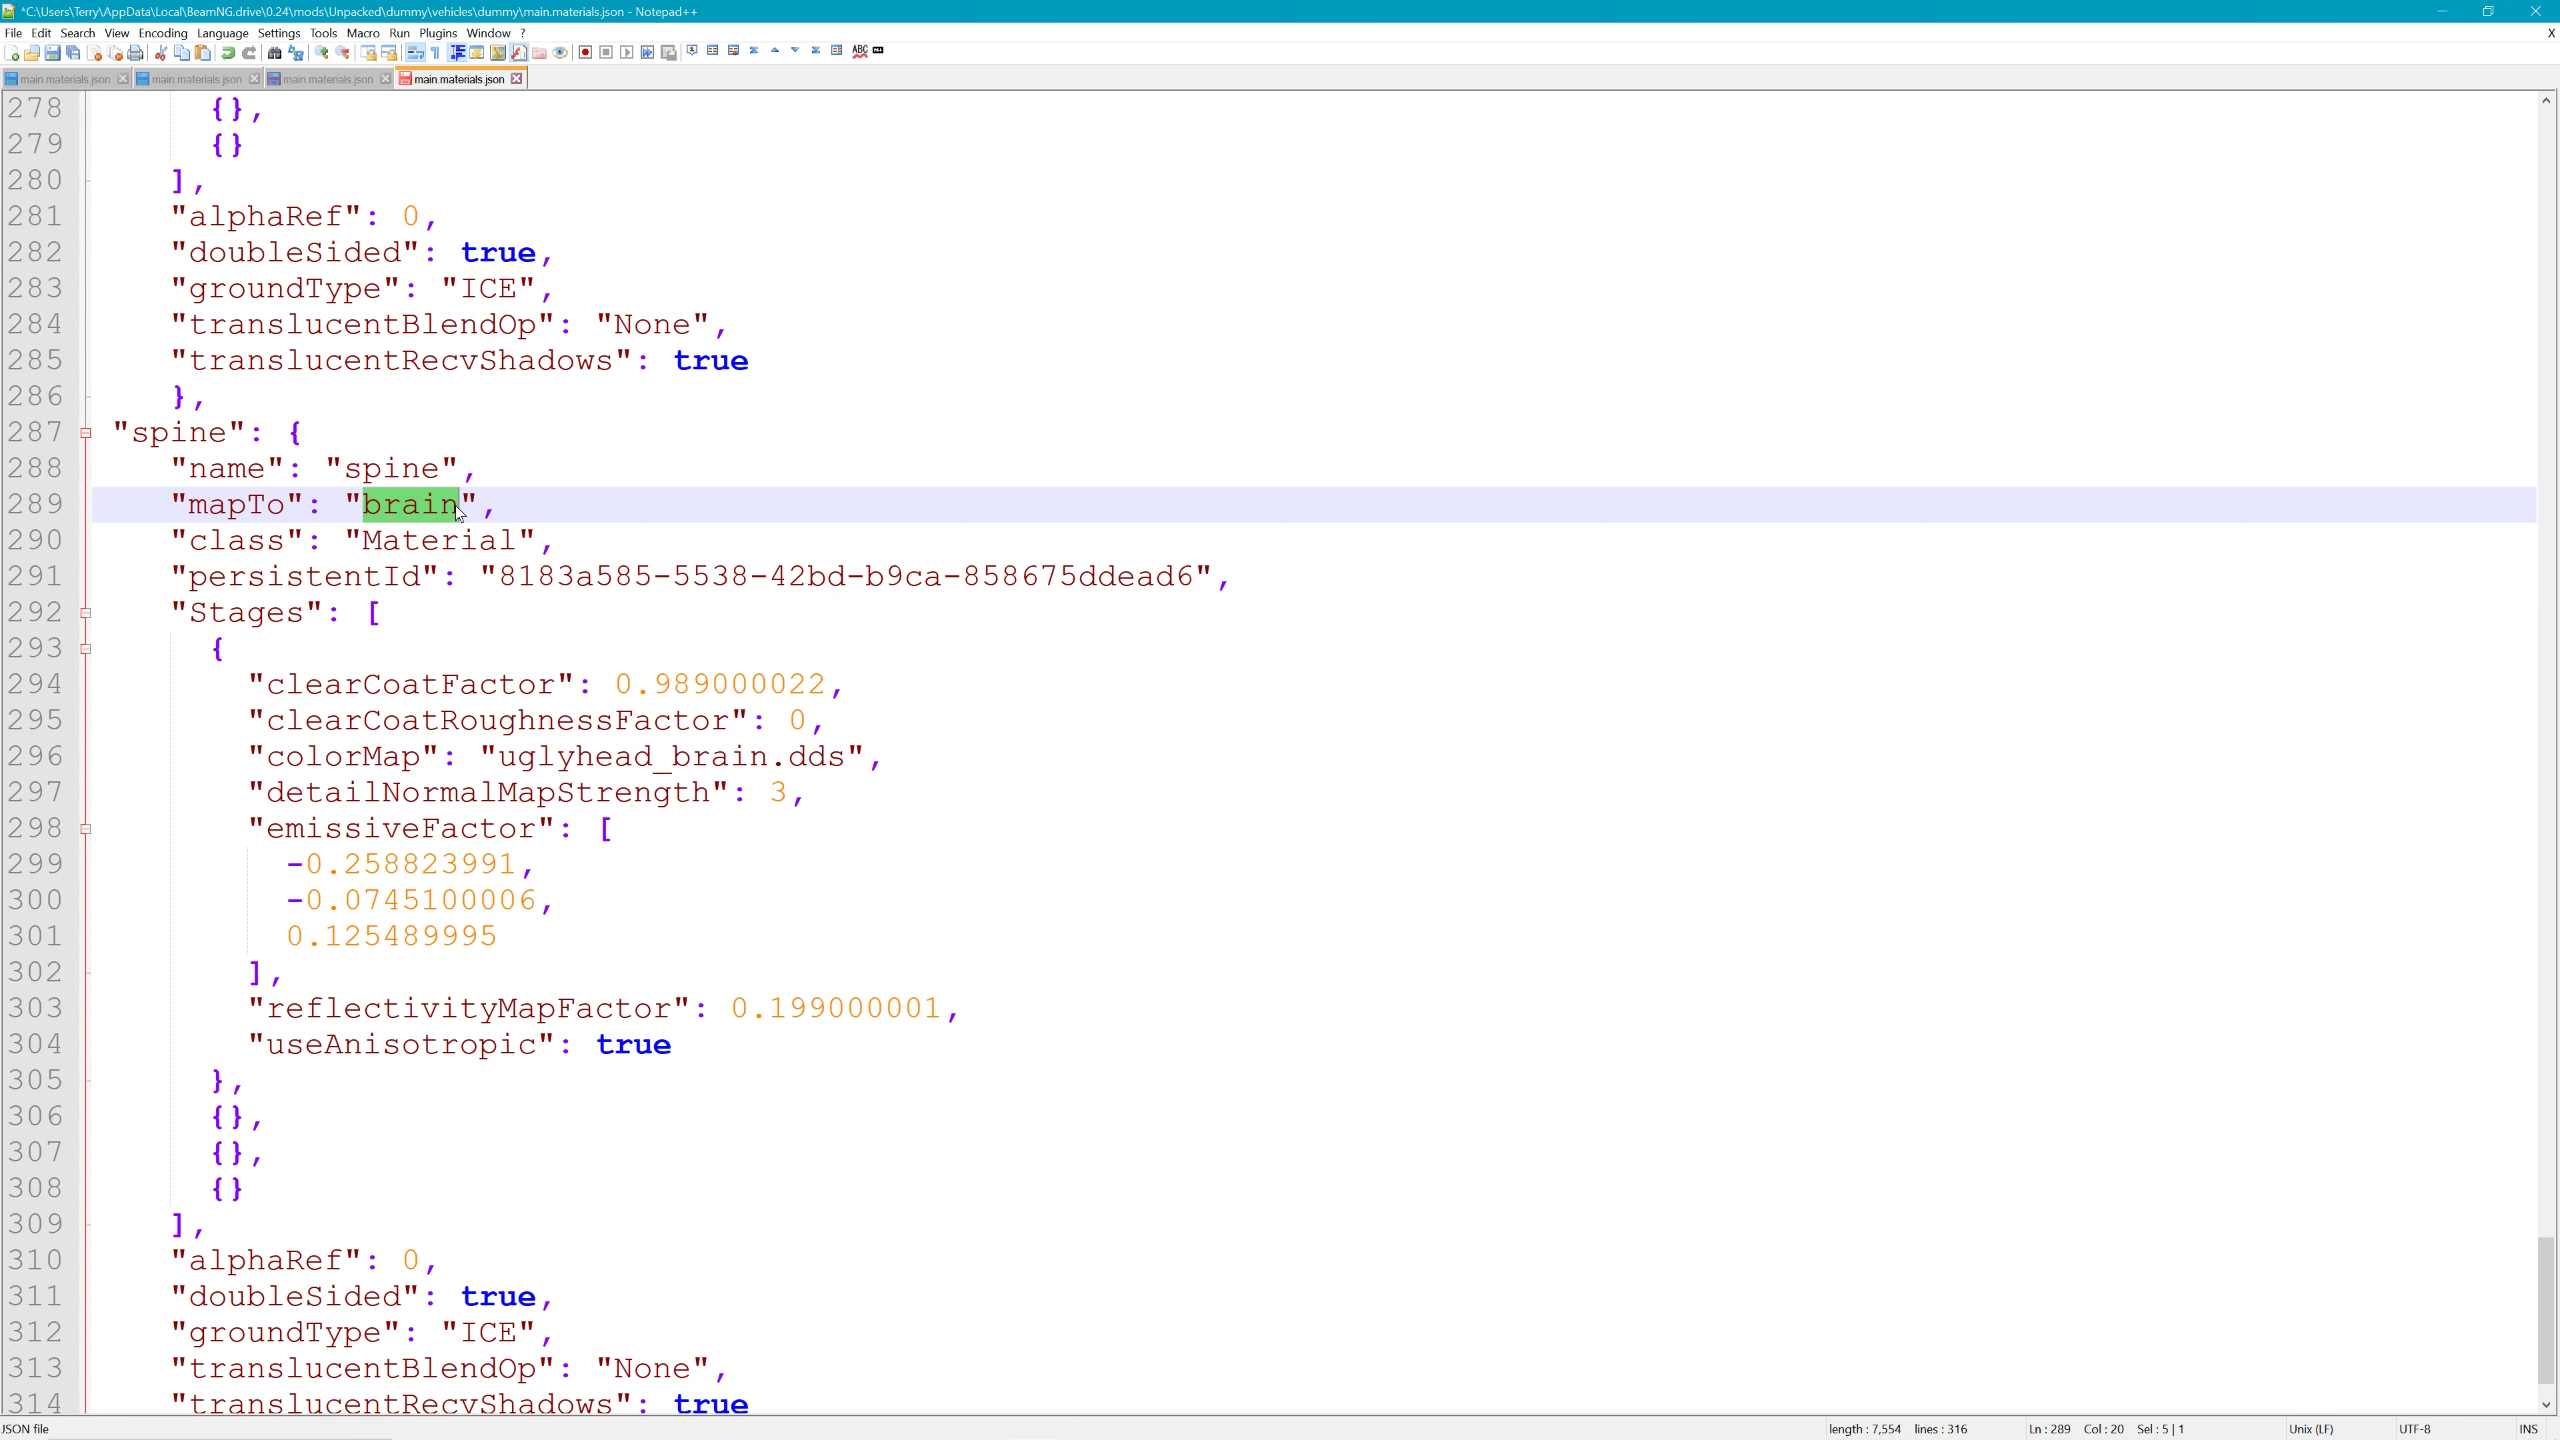 *C:\Users\Terry\AppData\Local\BeamNG.drive\0.24\mods\Unpacked\dummy\vehicles\dummy\main.materials.json - Notepad++
File Edit Search View Encoding Language Settings Tools Macro Run Plugins Window ? X
main.materials.json main.materials.json main.materials.json main.materials.json
278 {},
279 {}
280 ],
281 "alphaRef": 0,
282 "doubleSided": true,
283 "groundType": "ICE",
284 "translucentBlendOp": "None",
285 "translucentRecvShadows": true
286 },
287 "spine": {
288 "name": "spine",
289 "mapTo": "brain",
290 "class": "Material",
291 "persistentId": "8183a585-5538-42bd-b9ca-858675ddead6",
292 "Stages": [
293 {
294 "clearCoatFactor": 0.989000022,
295 "clearCoatRoughnessFactor": 0,
296 "colorMap": "uglyhead_brain.dds",
297 "detailNormalMapStrength": 3,
298 "emissiveFactor": [
299 -0.258823991,
300 -0.0745100006,
301 0.125489995
302 ],
303 "reflectivityMapFactor": 0.199000001,
304 "useAnisotropic": true
305 },
306 {},
307 {},
308 {}
309 ],
310 "alphaRef": 0,
311 "doubleSided": true,
312 "groundType": "ICE",
313 "translucentBlendOp": "None",
314 "translucentRecvShadows": true
JSON file length : 7,554 lines : 316 Ln : 289 Col : 20 Sel : 5 | 1 Unix (LF) UTF-8 INS